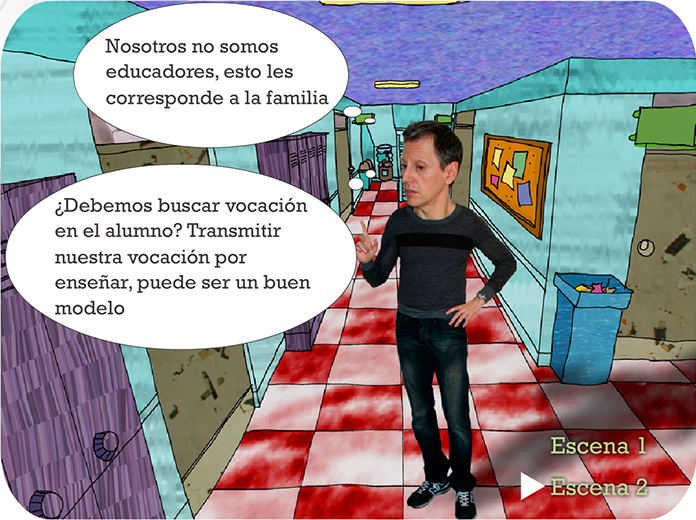 Nosotros no somos
educadores, esto les
corresponde a la familia
¿Debemos buscar vocación
en el alumno? Transmitir
nuestra vocación por
enseñar, puede ser un buen
modelo
Escena 1
Escena 2